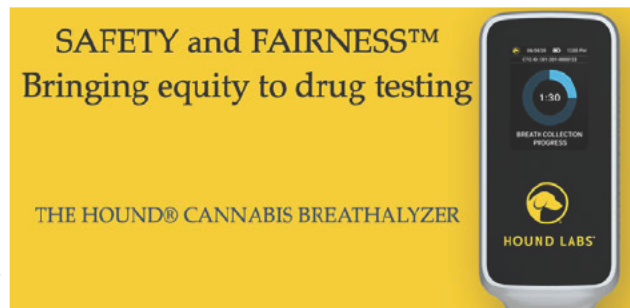 SAFETY and FAIRNESS™
Bringing equity to drug testing
THE HOUND® CANNABIS BREATHALYZER
1:30
BREATH COLLECTION
PROGRESS
HOUND LABS